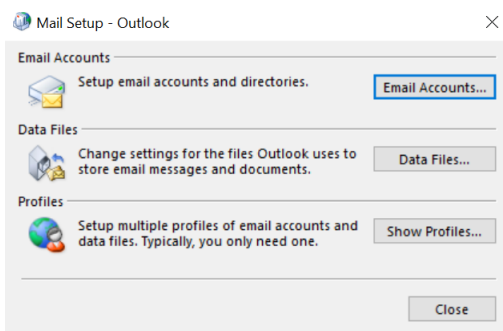 Mail Setup - Outlook
Email Accounts
Setup email accounts and directories.
Email Accounts...
Data Files
Change settings for the files Outlook uses to
store email messages and documents.
Data Files...
Profiles
Setup multiple profiles of email accounts and
data files. Typically, you only need one.
Show Profiles...
Close